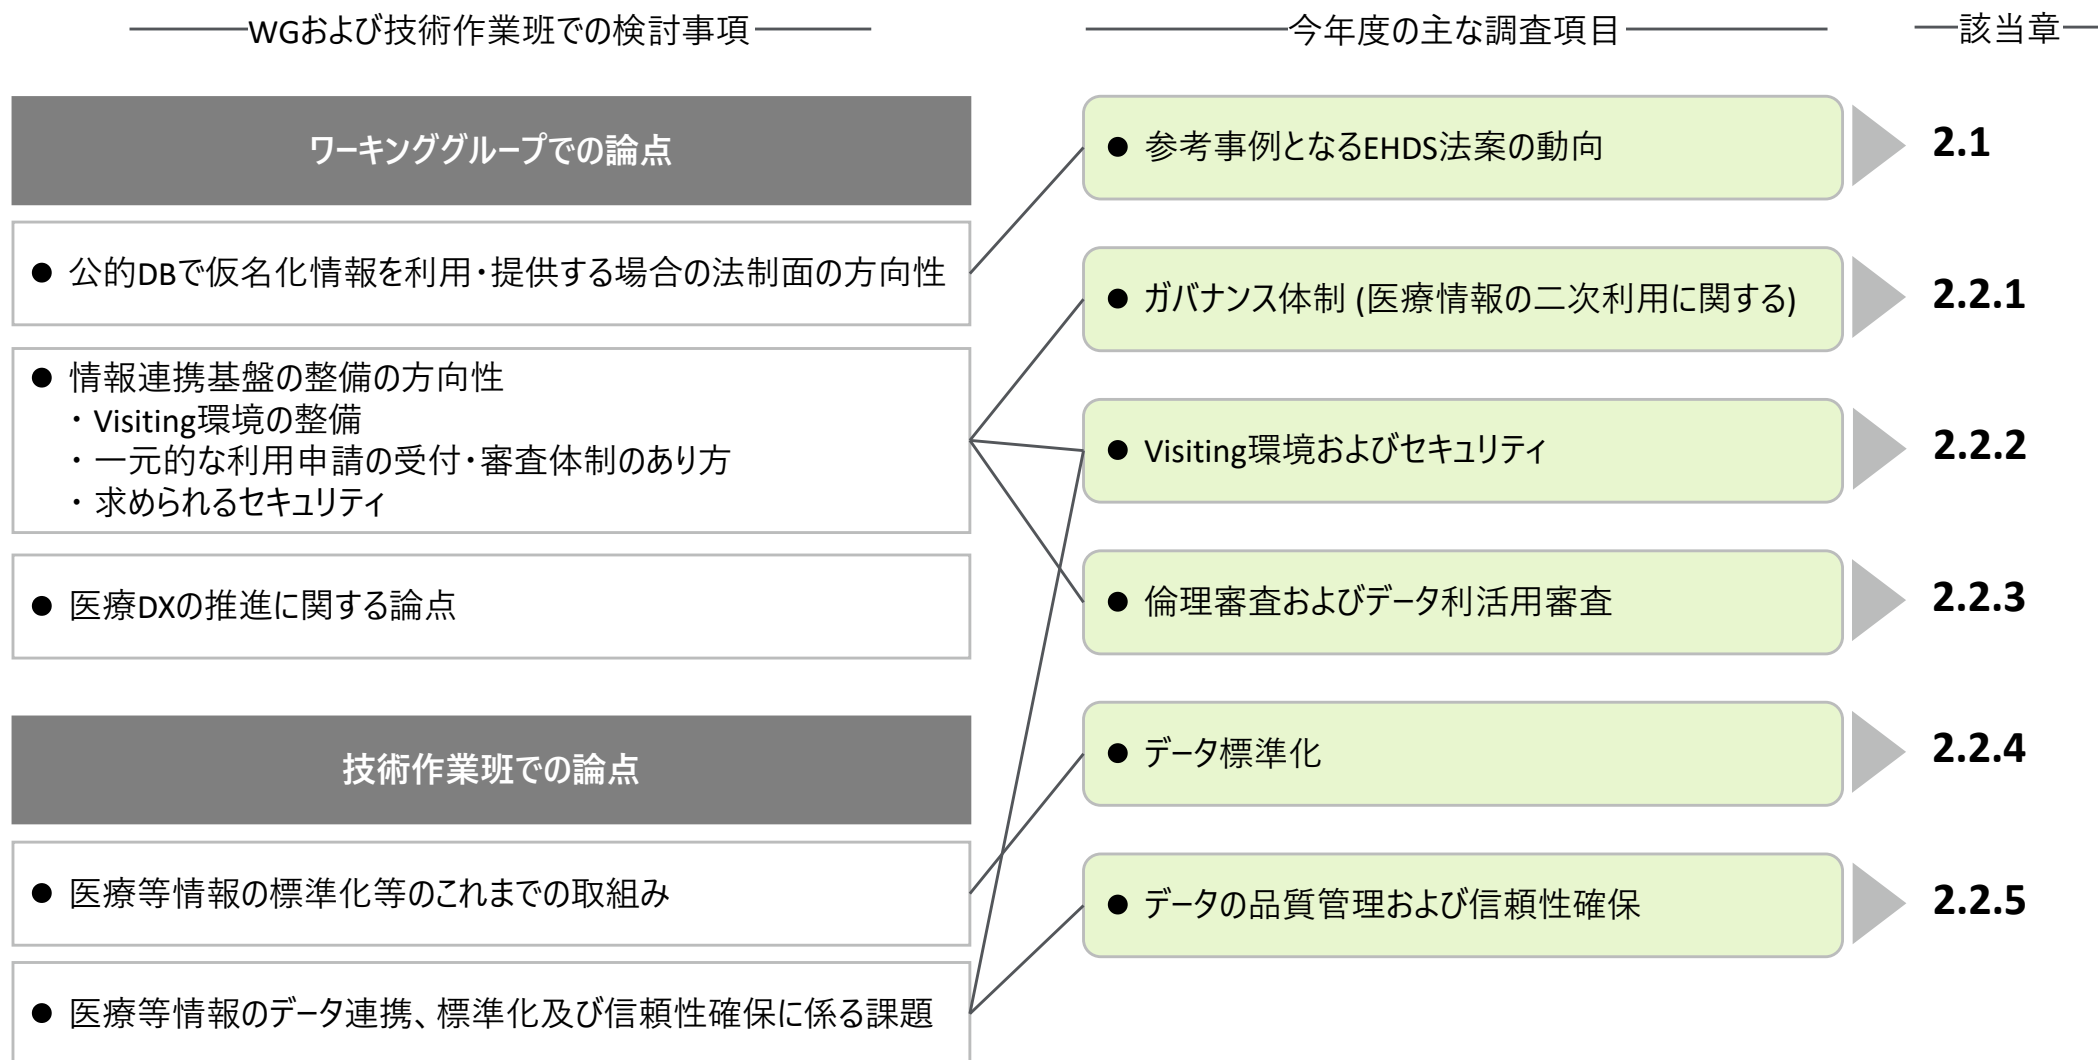 WGおよび技術作業班での検討事項
今年度の主な調査項目
該当章
ワーキンググループでの論点
● 公的DBで仮名化情報を利用・提供する場合の法制面の方向性
● 情報連携基盤の整備の方向性
・Visiting環境の整備
・一元的な利用申請の受付・審査体制のあり方
・求められるセキュリティ
● 医療DXの推進に関する論点
技術作業班での論点
● 医療等情報の標準化等のこれまでの取組み
● 医療等情報のデータ連携、標準化及び信頼性確保に係る課題
● 参考事例となるEHDS法案の動向
2.1
● ガバナンス体制 (医療情報の二次利用に関する)
2.2.1
● Visiting環境およびセキュリティ
2.2.2
● 倫理審査およびデータ利活用審査
2.2.3
● データ標準化
2.2.4
● データの品質管理および信頼性確保
2.2.5